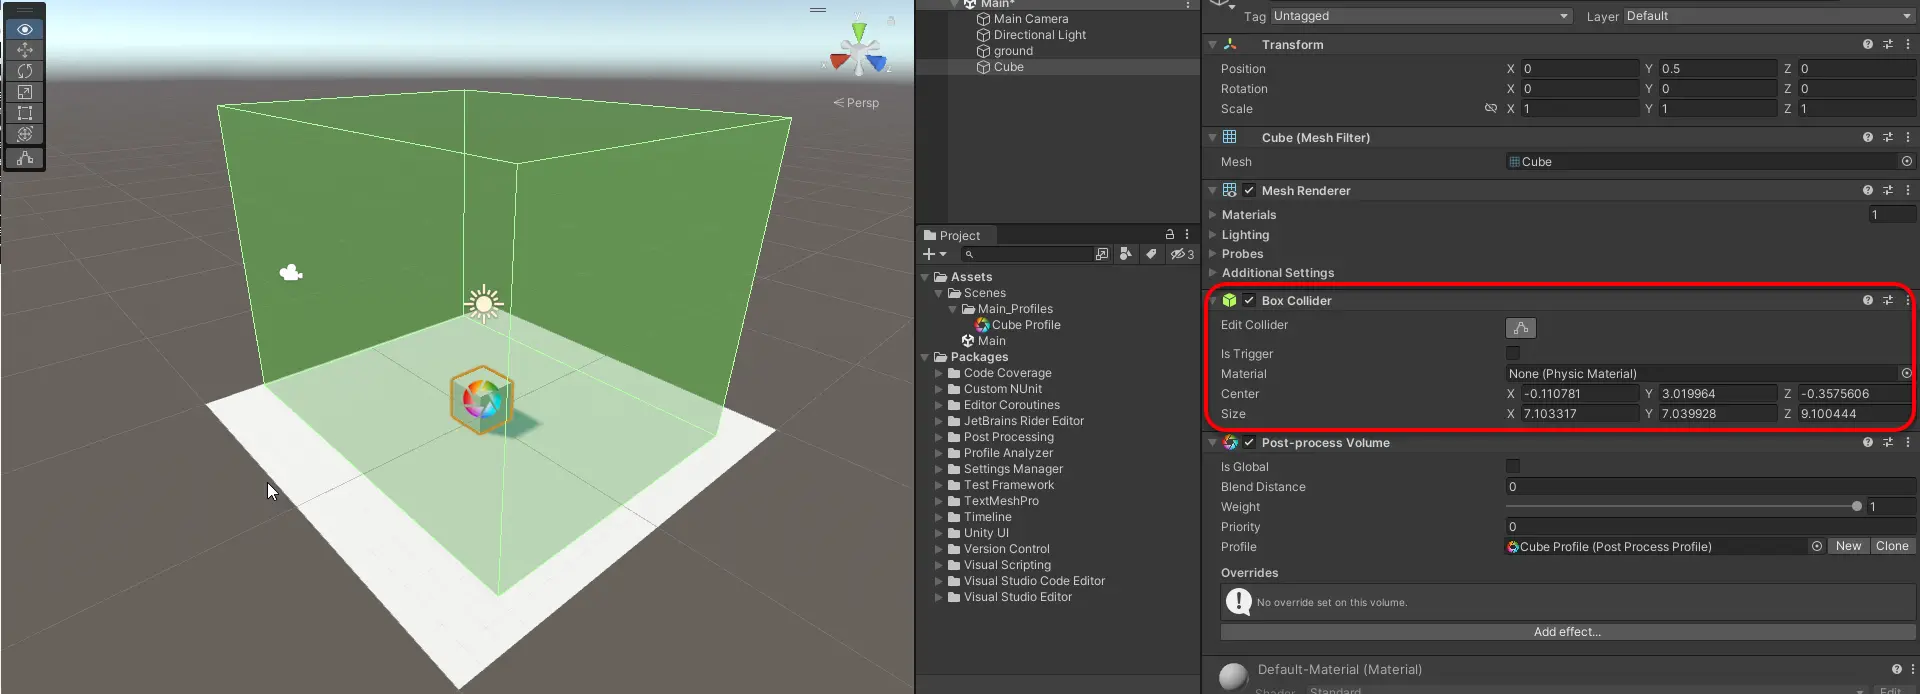 Persp
y
x
z
Main*
Main Camera
Directional Light
ground
Cube
Project
3
Assets
Scenes
Main_Profiles
Cube Profile
Main
Packages
Code Coverage
Custom NUnit
Editor Coroutines
JetBrains Rider Editor
Post Processing
Profile Analyzer
Settings Manager
Test Framework
TextMeshPro
Timeline
Unity UI
Version Control
Visual Scripting
Visual Studio Code Editor
Visual Studio Editor
Tag Untagged Layer Default
Transform
Position X 0 Y 0.5 Z 0
Rotation X 0 Y 0 Z 0
Scale X 1 Y 1 Z 1
Cube (Mesh Filter)
Mesh Cube
Mesh Renderer
Materials 1
Lighting
Probes
Additional Settings
Box Collider
Edit Collider
Is Trigger
Material None (Physic Material)
Center X -0.110781 Y 3.019964 Z -0.3575606
Size X 7.103317 Y 7.039928 Z 9.100444
Post-process Volume
Is Global
Blend Distance 0
Weight 1
Priority 0
Profile Cube Profile (Post Process Profile) New Clone
Overrides
No override set on this volume.
Add effect...
Default-Material (Material)
Shader Standard Edit